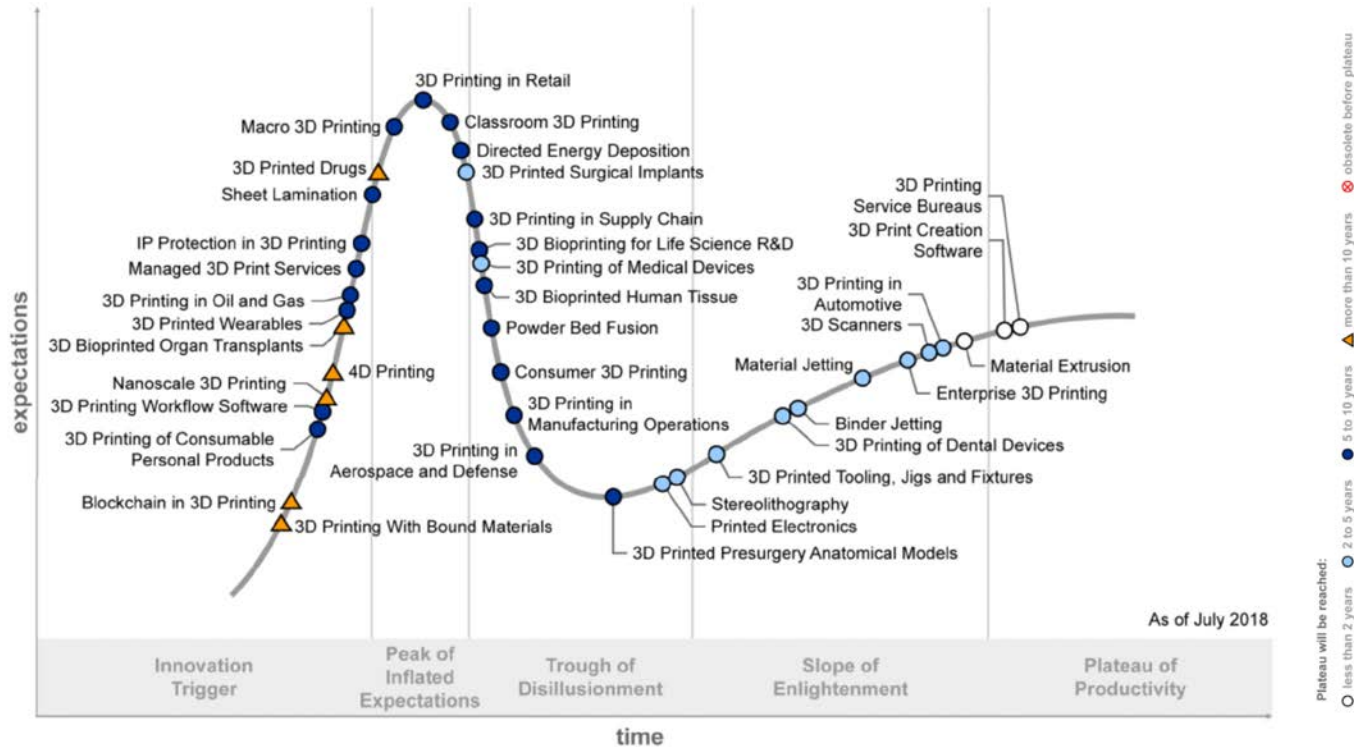 3D Printing in Retail
Macro 3D Printing
Classroom 3D Printing
Directed Energy Deposition
3D Printed Drugs
3D Printed Surgical Implants
Sheet Lamination
3D Printing in Supply Chain
IP Protection in 3D Printing
3D Bioprinting for Life Science R&D
Managed 3D Print Services
3D Printing of Medical Devices
3D Printing in Oil and Gas
3D Bioprinted Human Tissue
3D Printed Wearables
Powder Bed Fusion
3D Bioprinted Organ Transplants
4D Printing
Consumer 3D Printing
Nanoscale 3D Printing
3D Printing Workflow Software
3D Printing in
Manufacturing Operations
3D Printing of Consumable
Personal Products
3D Printing in
Aerospace and Defense
Blockchain in 3D Printing
3D Printing With Bound Materials
3D Printed Presurgery Anatomical Models
Printed Electronics
Stereolithography
3D Printed Tooling, Jigs and Fixtures
3D Printing of Dental Devices
Binder Jetting
Material Jetting
Enterprise 3D Printing
3D Scanners
3D Printing in
Automotive
Material Extrusion
3D Print Creation
Software
3D Printing
Service Bureaus
As of July 2018
Innovation
Trigger
Peak of
Inflated
Expectations
Trough of
Disillusionment
Slope of
Enlightenment
Plateau of
Productivity
time
expectations
Plateau will be reached:
less than 2 years
2 to 5 years
5 to 10 years
more than 10 years
obsolete before plateau